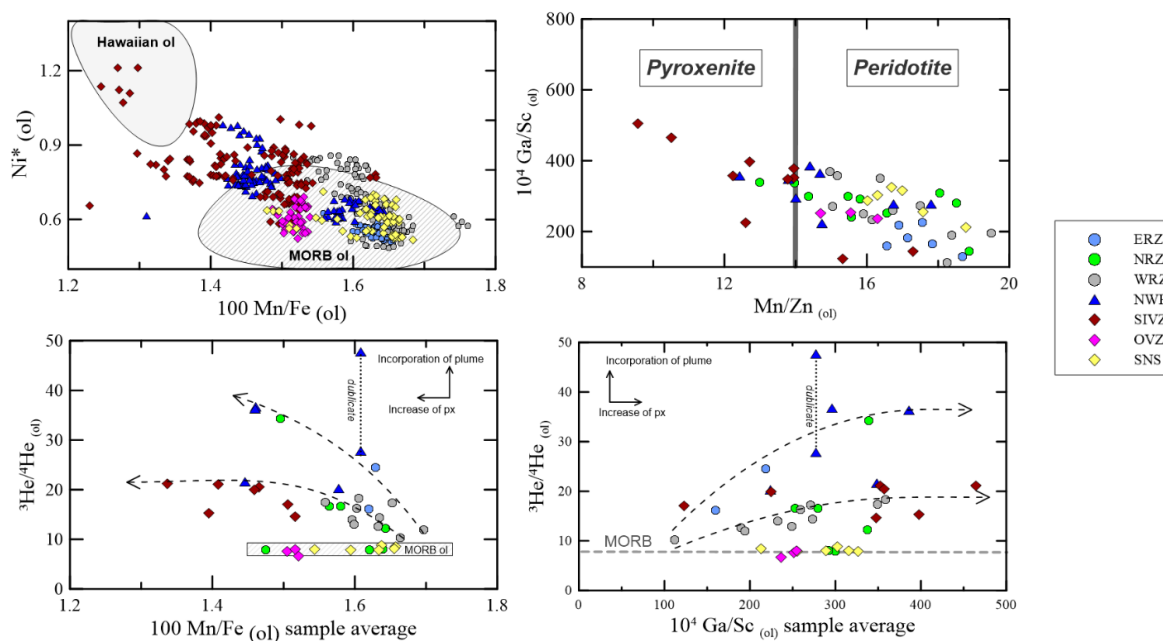 Hawaiian ol
MORB ol
Ni* (ol)
1.2
0.9
0.6
1.2 1.4 1.6 1.8
100 Mn/Fe (ol)
Pyroxenite
Peridotite
10⁴ Ga/Sc (ol)
800
600
400
200
8 12 16 20
Mn/Zn (ol)
ERZ
NRZ
WRZ
SIVZ
OVZ
SNS
Incorporation of plume
Increase of px
dublicate
MORB ol
³He/⁴He (ol)
50
40
30
20
10
0
1.2 1.4 1.6 1.8
100 Mn/Fe (ol) sample average
Incorporation of plume
Increase of px
dublicate
MORB
³He/⁴He (ol)
50
40
30
20
10
0
0 100 200 300 400 500
10⁴ Ga/Sc (ol) sample average